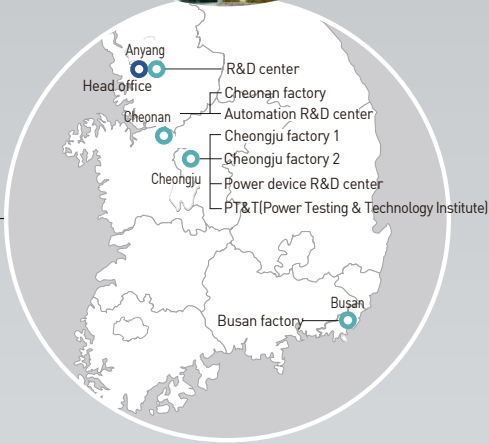 Anyang
R&D center
Head office
Cheonan factory
Cheonan
Automation R&D center
Cheongju factory 1
Cheongju factory 2
Cheongju
Power device R&D center
PT&T(Power Testing & Technology Institute)
Busan
Busan factory